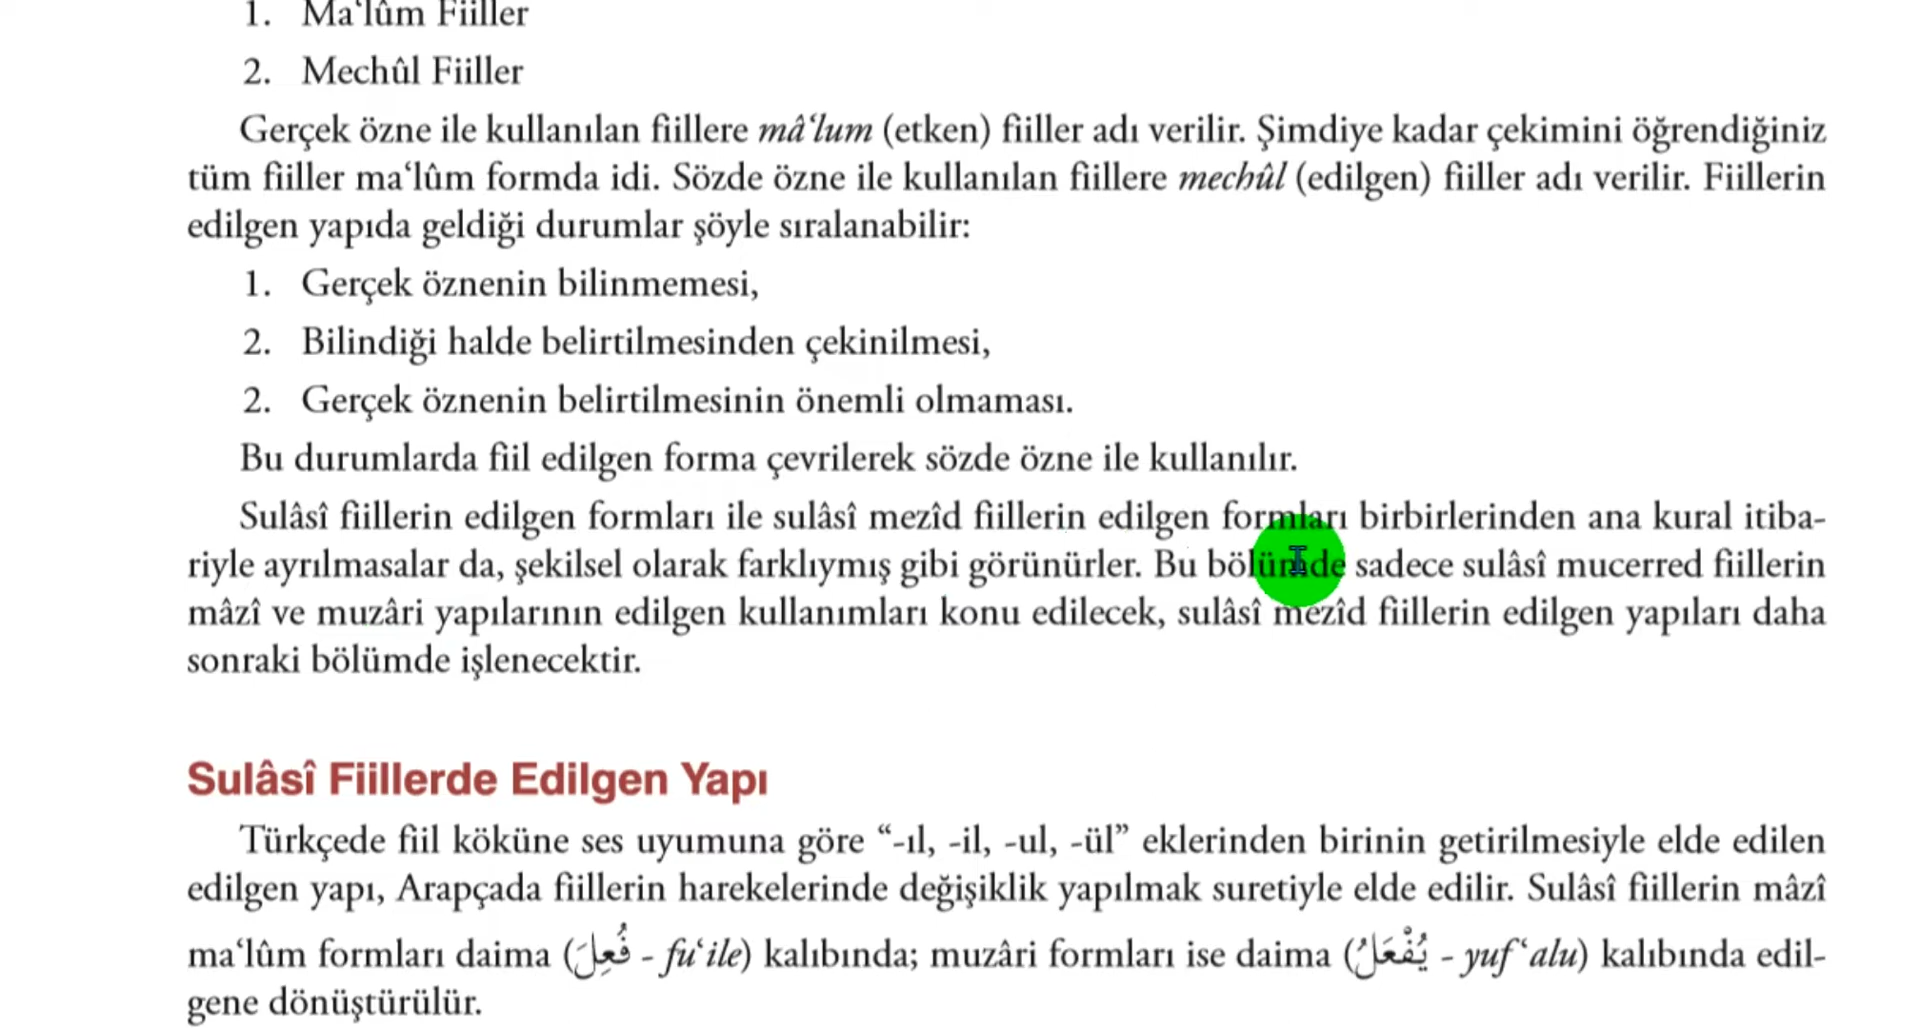 1. Ma‘lûm Fiiller
2. Mechûl Fiiller
Gerçek özne ile kullanılan fiillere mâ‘lum (etken) fiiller adı verilir. Şimdiye kadar çekimini öğrendiğiniz
tüm fiiller ma‘lûm formda idi. Sözde özne ile kullanılan fiillere mechûl (edilgen) fiiller adı verilir. Fiillerin
edilgen yapıda geldiği durumlar şöyle sıralanabilir:
1. Gerçek öznenin bilinmemesi,
2. Bilindiği halde belirtilmesinden çekinilmesi,
2. Gerçek öznenin belirtilmesinin önemli olmaması.
Bu durumlarda fiil edilgen forma çevrilerek sözde özne ile kullanılır.
Sulâsî fiillerin edilgen formları ile sulâsî mezîd fiillerin edilgen formları birbirlerinden ana kural itiba-
riyle ayrılmasalar da, şekilsel olarak farklıymış gibi görünürler. Bu bölümde sadece sulâsî mucerred fiillerin
mâzî ve muzâri yapılarının edilgen kullanımları konu edilecek, sulâsî mezîd fiillerin edilgen yapıları daha
sonraki bölümde işlenecektir.
Sulâsî Fiillerde Edilgen Yapı
Türkçede fiil köküne ses uyumuna göre “-ıl, -il, -ul, -ül” eklerinden birinin getirilmesiyle elde edilen
edilgen yapı, Arapçada fiillerin harekelerinde değişiklik yapılmak suretiyle elde edilir. Sulâsî fiillerin mâzî
ma‘lûm formları daima (فُعِلَ - fu‘ile) kalıbında; muzâri formları ise daima (يُفْعَلُ - yuf‘alu) kalıbında edil-
gene dönüştürülür.